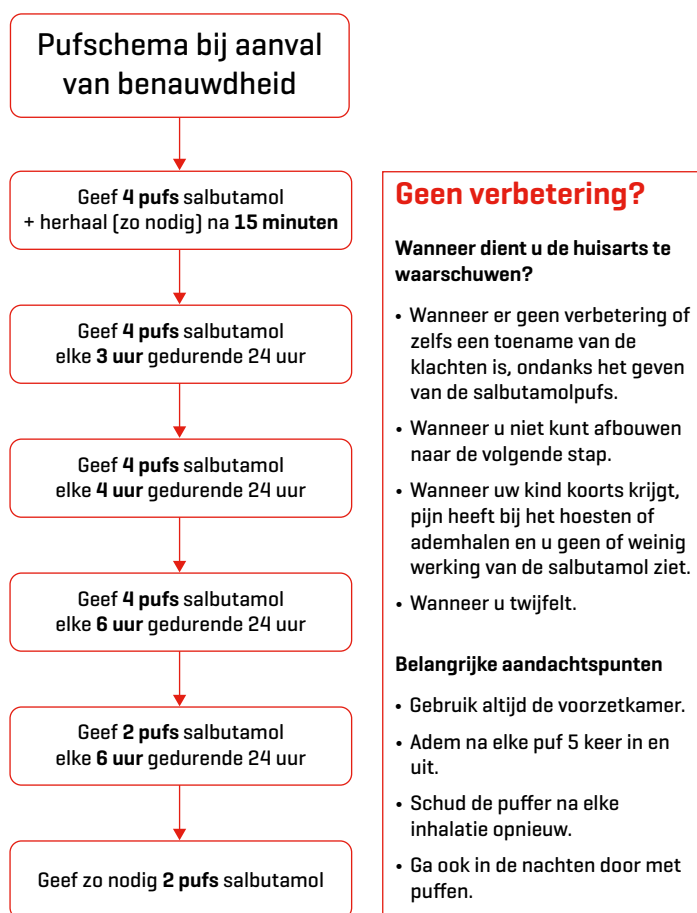 Pufschema bij aanval
van benauwdheid
Geef 4 pufs salbutamol
+ herhaal (zo nodig) na 15 minuten
Geef 4 pufs salbutamol
elke 3 uur gedurende 24 uur
Geef 4 pufs salbutamol
elke 4 uur gedurende 24 uur
Geef 4 pufs salbutamol
elke 6 uur gedurende 24 uur
Geef 2 pufs salbutamol
elke 6 uur gedurende 24 uur
Geef zo nodig 2 pufs salbutamol
Geen verbetering?
Wanneer dient u de huisarts te
waarschuwen?
• Wanneer er geen verbetering of
zelfs een toename van de
klachten is, ondanks het geven
van de salbutamolpufs.
• Wanneer u niet kunt afbouwen
naar de volgende stap.
• Wanneer uw kind koorts krijgt,
pijn heeft bij het hoesten of
ademhalen en u geen of weinig
werking van de salbutamol ziet.
• Wanneer u twijfelt.
Belangrijke aandachtspunten
• Gebruik altijd de voorzetkamer.
• Adem na elke puf 5 keer in en
uit.
• Schud de puffer na elke
inhalatie opnieuw.
• Ga ook in de nachten door met
puffen.